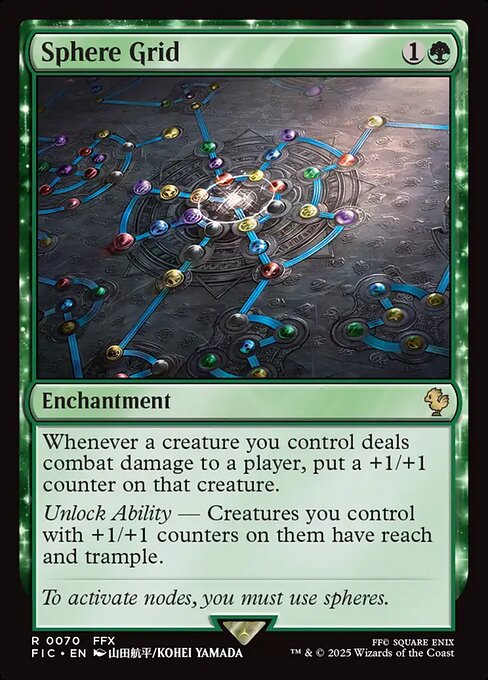 Sphere Grid 1
Enchantment
Whenever a creature you control deals
combat damage to a player, put a +1/+1
counter on that creature.
Unlock Ability — Creatures you control
with +1/+1 counters on them have reach
and trample.
To activate nodes, you must use spheres.
R 0070 FFX
FIC • EN 山田航平/KOHEI YAMADA
FF© SQUARE ENIX
™ & © 2025 Wizards of the Coast